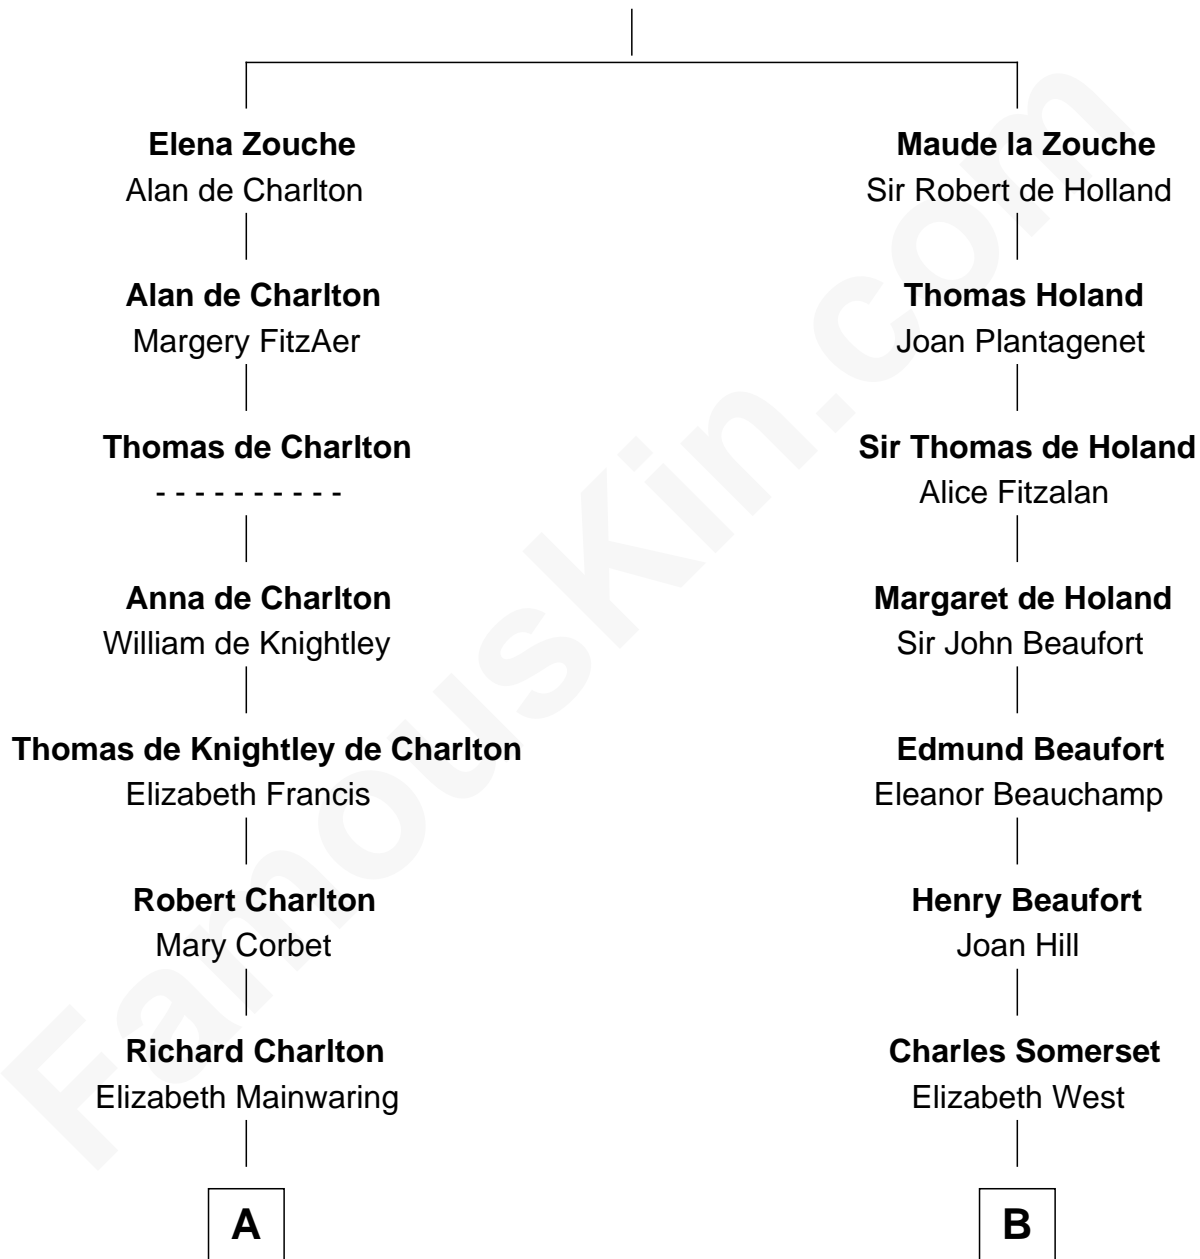 Elena Zouche
Alan de Charlton
Maude la Zouche
Sir Robert de Holland
Alan de Charlton
Margery FitzAer
Thomas Holand
Joan Plantagenet
Thomas de Charlton
- - - - - - - - - -
Sir Thomas de Holand
Alice Fitzalan
Anna de Charlton
William de Knightley
Margaret de Holand
Sir John Beaufort
Thomas de Knightley de Charlton
Elizabeth Francis
Edmund Beaufort
Eleanor Beauchamp
Robert Charlton
Mary Corbet
Henry Beaufort
Joan Hill
Richard Charlton
Elizabeth Mainwaring
Charles Somerset
Elizabeth West
A
B
FamousKin.com